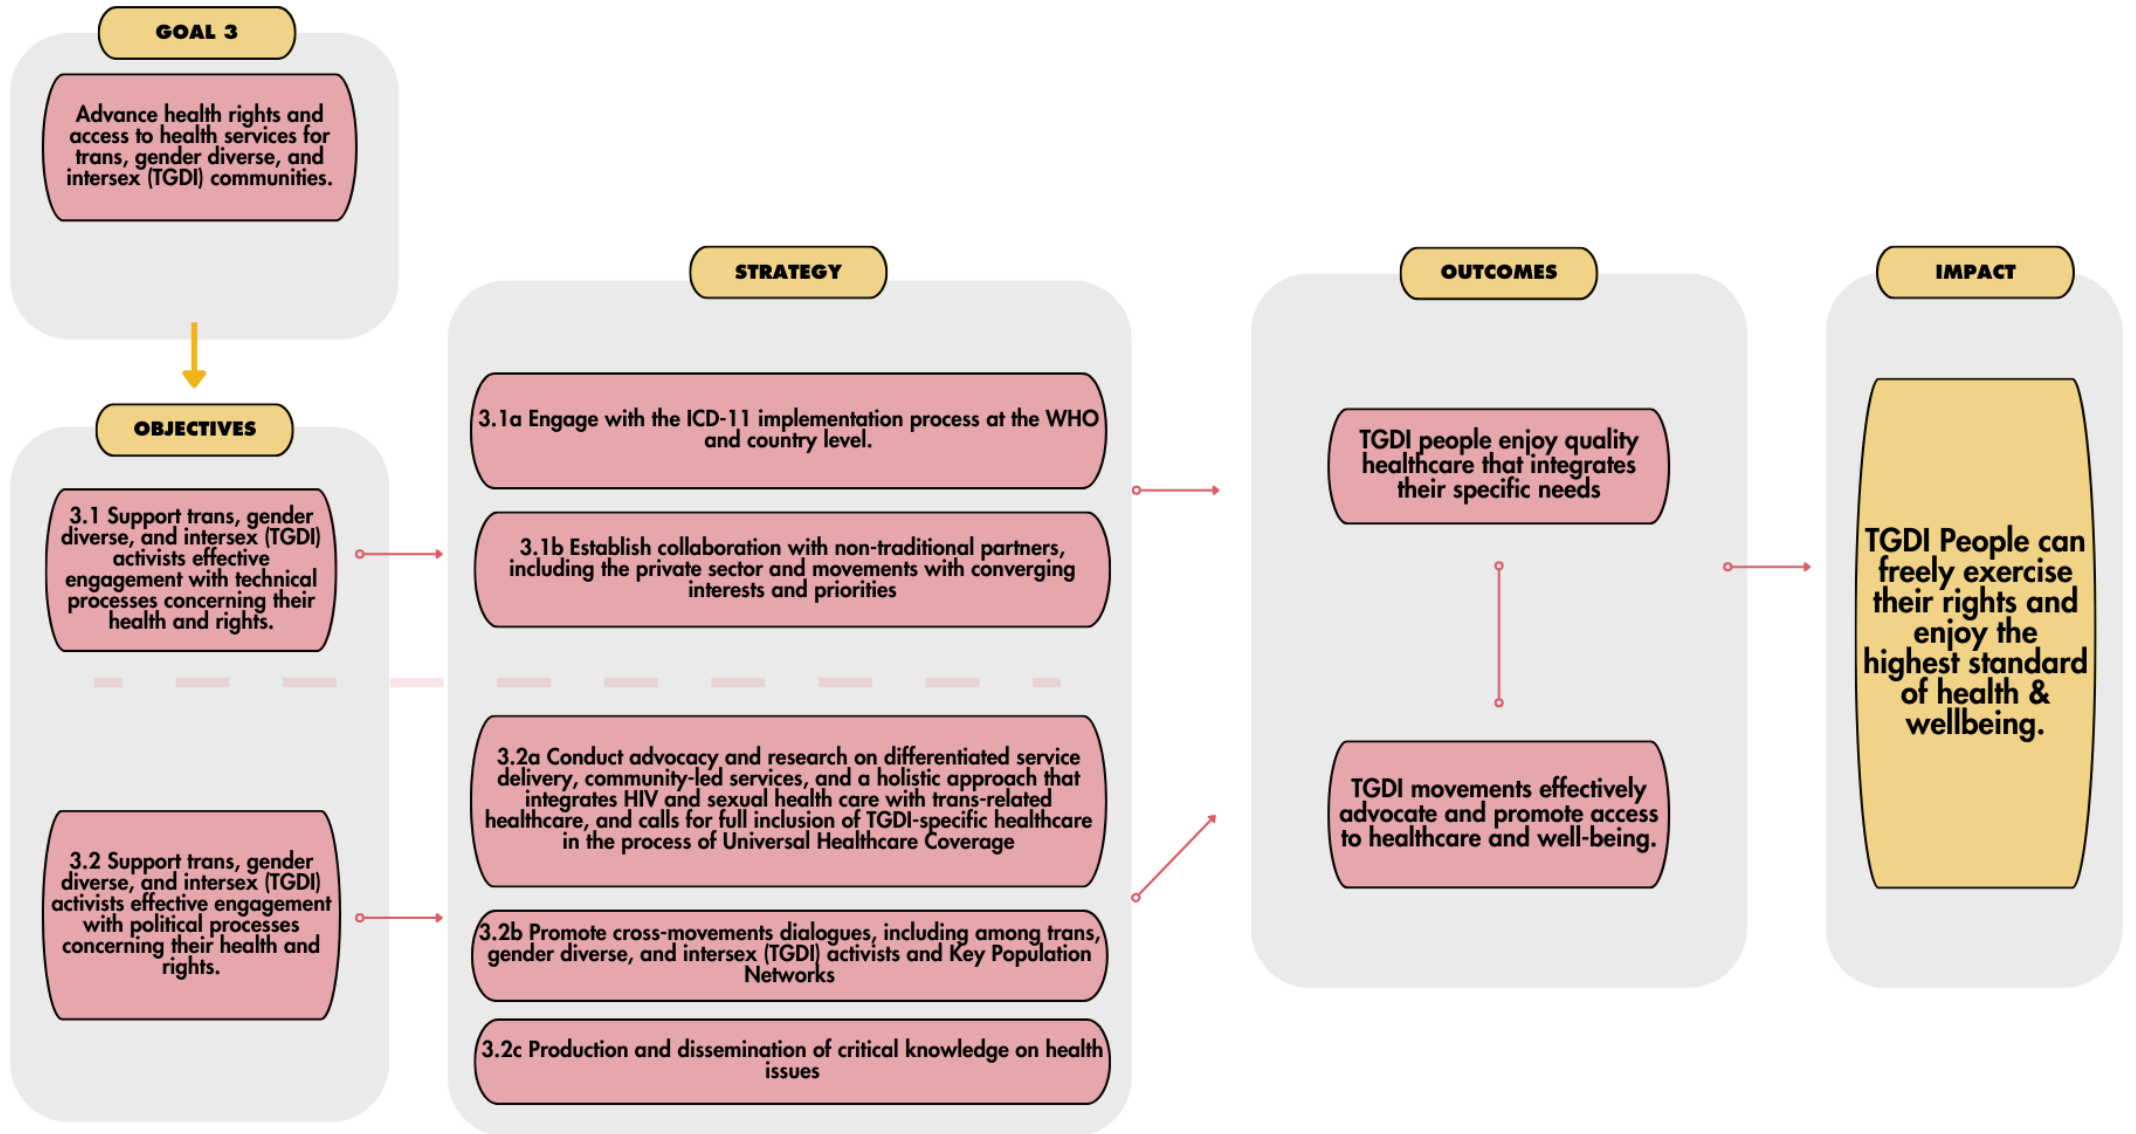 GOAL 3
Advance health rights and
access to health services for
trans, gender diverse, and
intersex (TGDI) communities.
OBJECTIVES
3.1 Support trans, gender
diverse, and intersex (TGDI)
activists effective
engagement with technical
processes concerning their
health and rights.
3.2 Support trans, gender
diverse, and intersex (TGDI)
activists effective engagement
with political processes
concerning their health and
rights.
STRATEGY
3.1a Engage with the ICD-11 implementation process at the WHO
and country level.
3.1b Establish collaboration with non-traditional partners,
including the private sector and movements with converging
interests and priorities
3.2a Conduct advocacy and research on differentiated service
delivery, community-led services, and a holistic approach that
integrates HIV and sexual health care with trans-related
healthcare, and calls for full inclusion of TGDI-specific healthcare
in the process of Universal Healthcare Coverage
3.2b Promote cross-movements dialogues, including among trans,
gender diverse, and intersex (TGDI) activists and Key Population
Networks
3.2c Production and dissemination of critical knowledge on health
issues
OUTCOMES
TGDI people enjoy quality
healthcare that integrates
their specific needs
TGDI movements effectively
advocate and promote access
to healthcare and well-being.
IMPACT
TGDI People can
freely exercise
their rights and
enjoy the
highest standard
of health &
wellbeing.